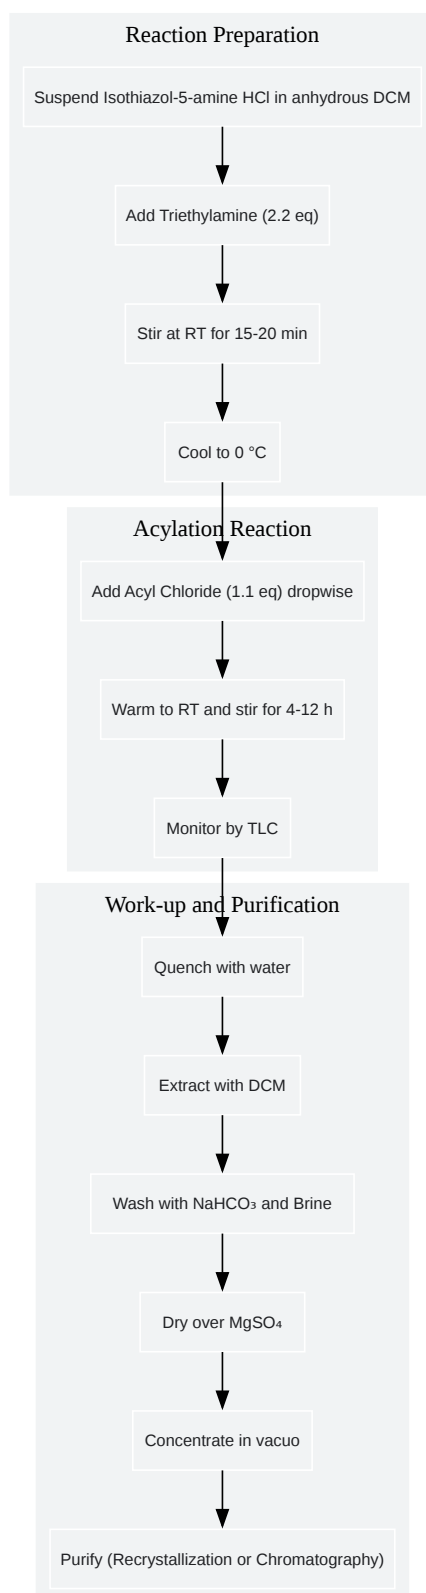 Reaction Preparation
Suspend Isothiazol-5-amine HCl in anhydrous DCM
Add Triethylamine (2.2 eq)
Stir at RT for 15-20 min
Cool to 0 °C
Acylation Reaction
Add Acyl Chloride (1.1 eq) dropwise
Warm to RT and stir for 4-12 h
Monitor by TLC
Work-up and Purification
Quench with water
Extract with DCM
Wash with NaHCO₃ and Brine
Dry over MgSO₄
Concentrate in vacuo
Purify (Recrystallization or Chromatography)